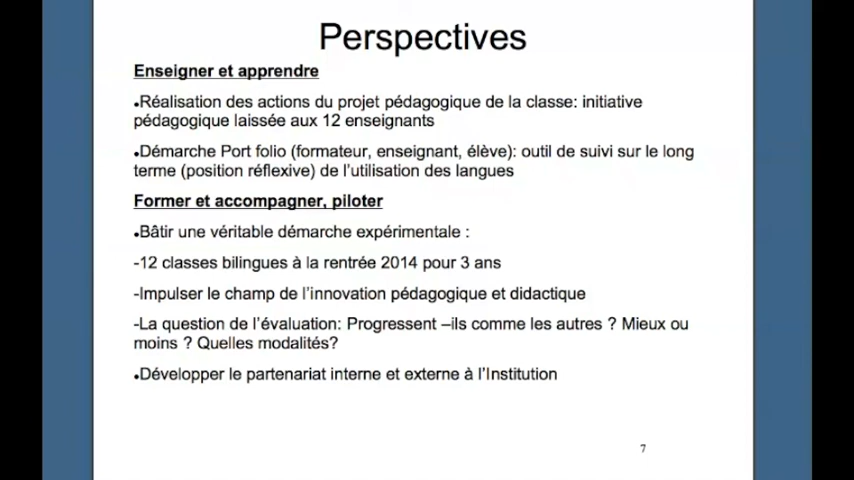 Perspectives
Enseigner et apprendre
•Réalisation des actions du projet pédagogique de la classe: initiative
pédagogique laissée aux 12 enseignants
•Démarche Port folio (formateur, enseignant, élève): outil de suivi sur le long
terme (position réflexive) de l'utilisation des langues
Former et accompagner, piloter
•Bâtir une véritable démarche expérimentale :
-12 classes bilingues à la rentrée 2014 pour 3 ans
-Impulser le champ de l'innovation pédagogique et didactique
-La question de l'évaluation: Progressent –ils comme les autres ? Mieux ou
moins ? Quelles modalités?
•Développer le partenariat interne et externe à l'Institution
7